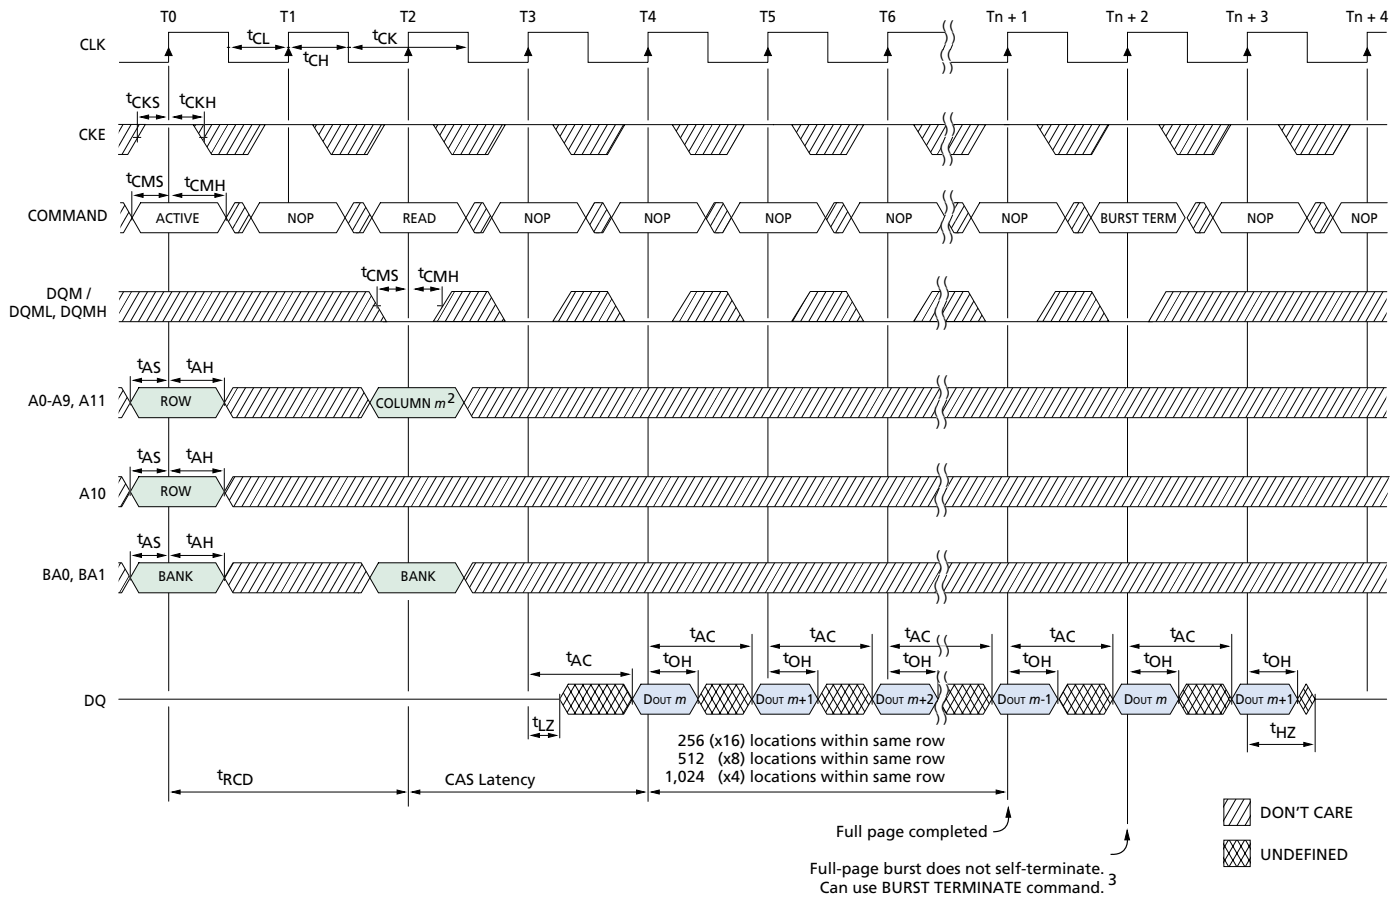 T0 T1 T2 T3 T4 T5 T6 Tn + 1 Tn + 2 Tn + 3 Tn + 4
CLK
tCL tCK
tCH
tCKS tCKH
CKE
tCMS tCMH
COMMAND ACTIVE NOP READ NOP NOP NOP NOP NOP BURST TERM NOP NOP
tCMS tCMH
DQM /
DQML, DQMH
tAS tAH
A0-A9, A11 ROW COLUMN m2
tAS tAH
A10 ROW
tAS tAH
BA0, BA1 BANK BANK
tAC tAC tAC tAC tAC
tAC tOH tOH tOH tOH tOH tOH
DQ DOUT m DOUT m+1 DOUT m+2 DOUT m-1 DOUT m DOUT m+1
tLZ tHZ
256 (x16) locations within same row
512 (x8) locations within same row
1,024 (x4) locations within same row
tRCD CAS Latency
Full page completed
Full-page burst does not self-terminate.
Can use BURST TERMINATE command. 3
DON'T CARE
UNDEFINED